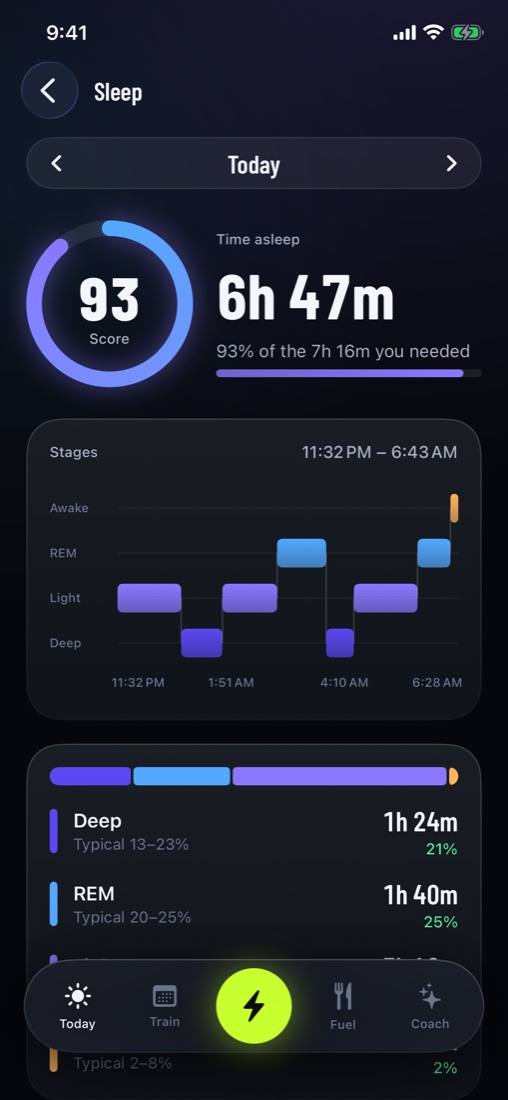 9:41
Sleep
Today
93
Score
Time asleep
6h 47m
93% of the 7h 16m you needed
Stages
11:32 PM – 6:43 AM
Awake
REM
Light
Deep
11:32 PM
1:51 AM
4:10 AM
6:28 AM
Deep
1h 24m
Typical 13–23%
21%
REM
1h 40m
Typical 20–25%
25%
Today
Train
Fuel
Coach
Typical 2–8%
2%